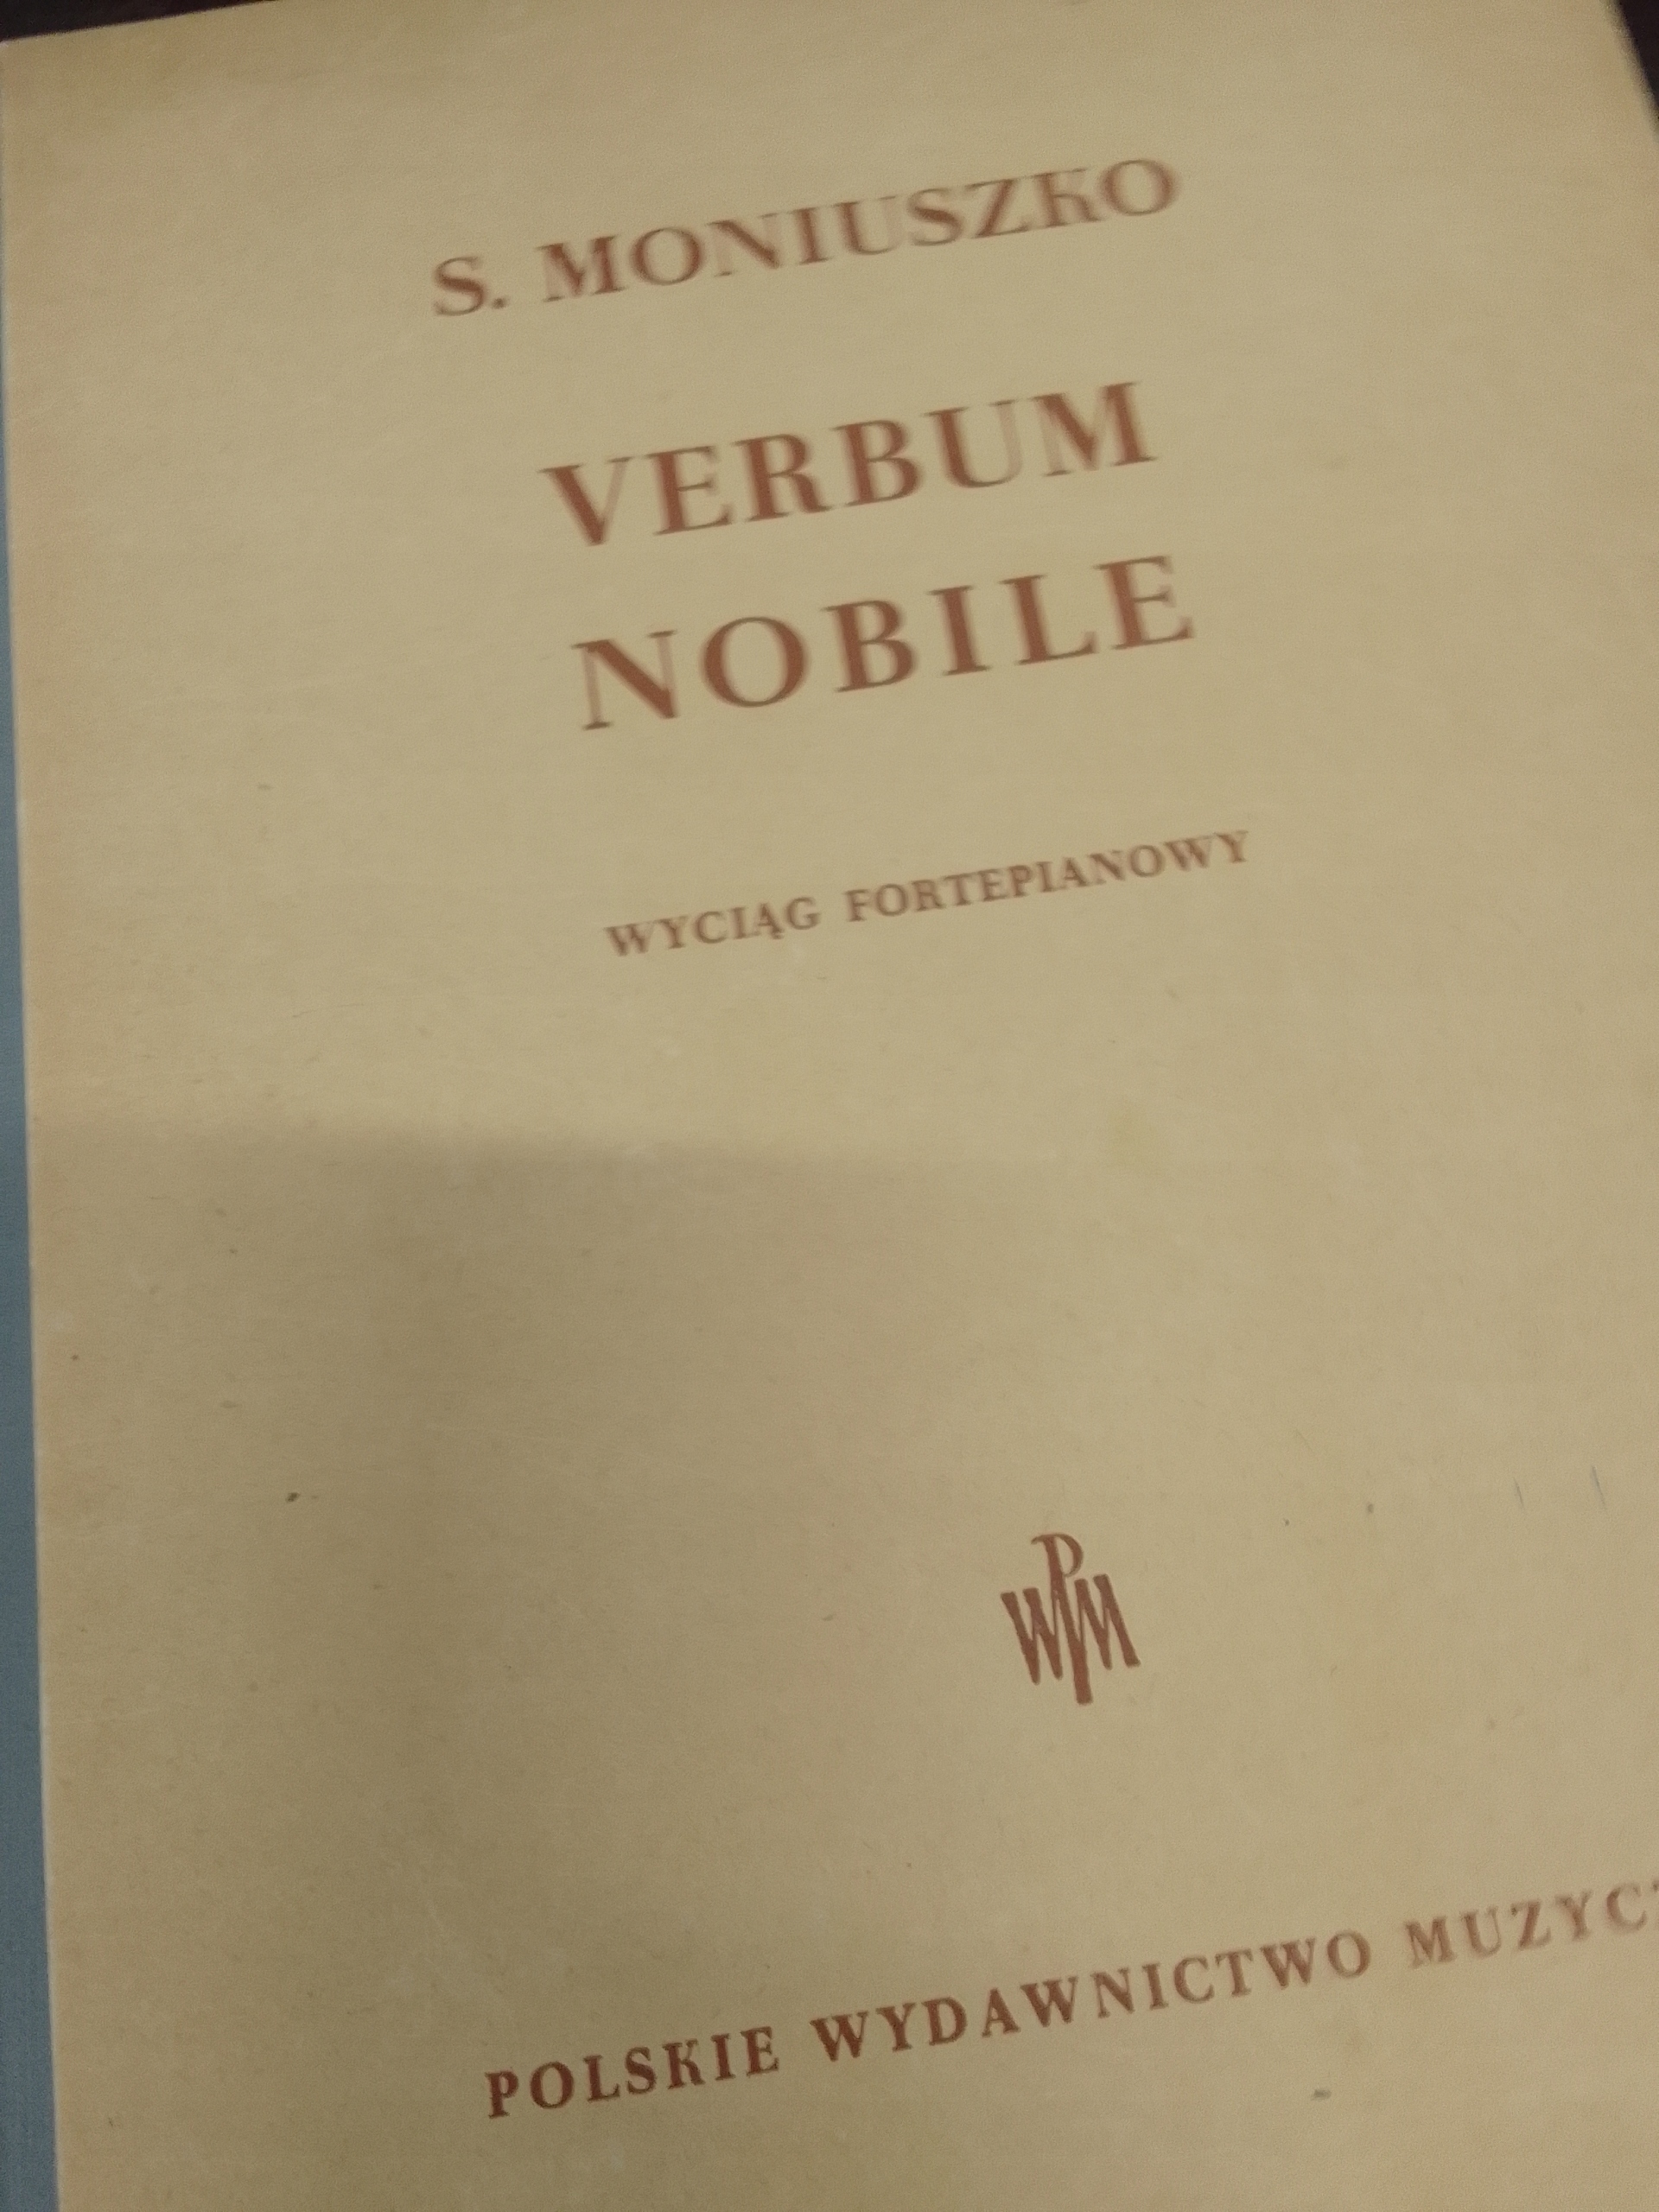 S. MONIUSZKO
VERBUM
NOBILE
WYCIĄG FORTEPIANOWY
PWM
POLSKIE WYDAWNICTWO MUZYC